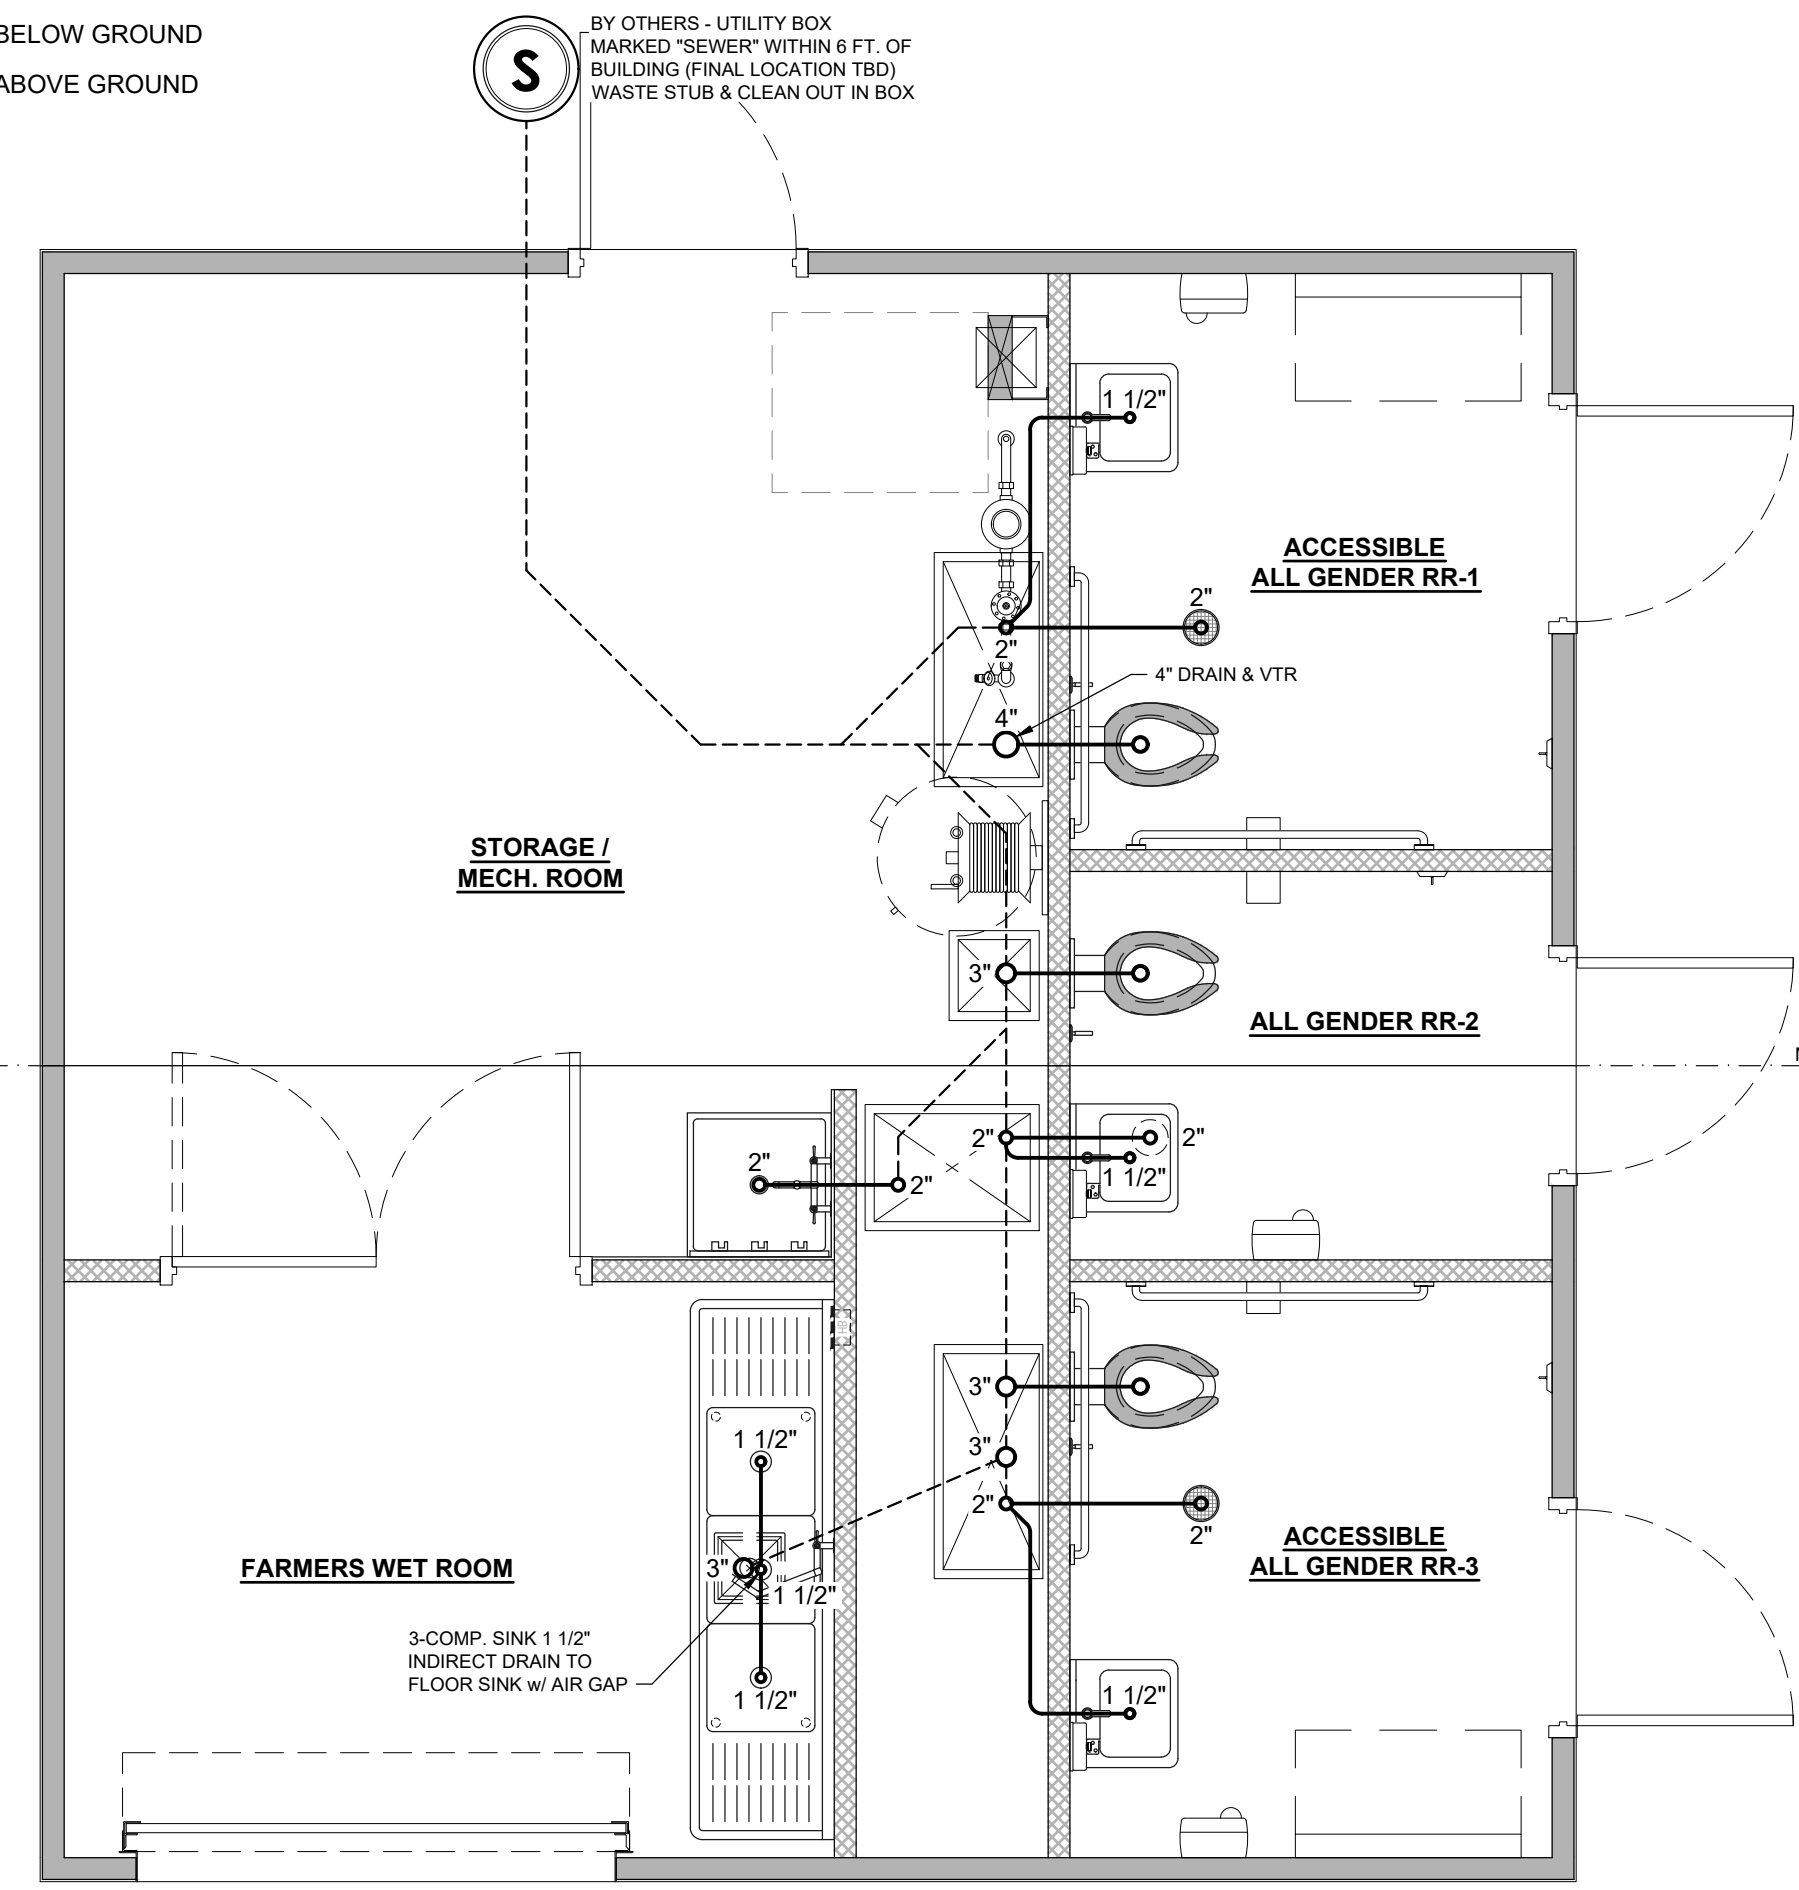 BELOW GROUND
ABOVE GROUND
S
BY OTHERS - UTILITY BOX
MARKED "SEWER" WITHIN 6 FT. OF
BUILDING (FINAL LOCATION TBD)
WASTE STUB & CLEAN OUT IN BOX
1 1/2"
ACCESSIBLE
ALL GENDER RR-1
2"
2"
4" DRAIN & VTR
4"
STORAGE /
MECH. ROOM
3"
ALL GENDER RR-2
2"
2"
1 1/2"
2"
2"
BH
3"
1 1/2"
3"
2"
2"
ACCESSIBLE
ALL GENDER RR-3
FARMERS WET ROOM
3"
1 1/2"
3-COMP. SINK 1 1/2"
INDIRECT DRAIN TO
FLOOR SINK w/ AIR GAP
1 1/2"
1 1/2"